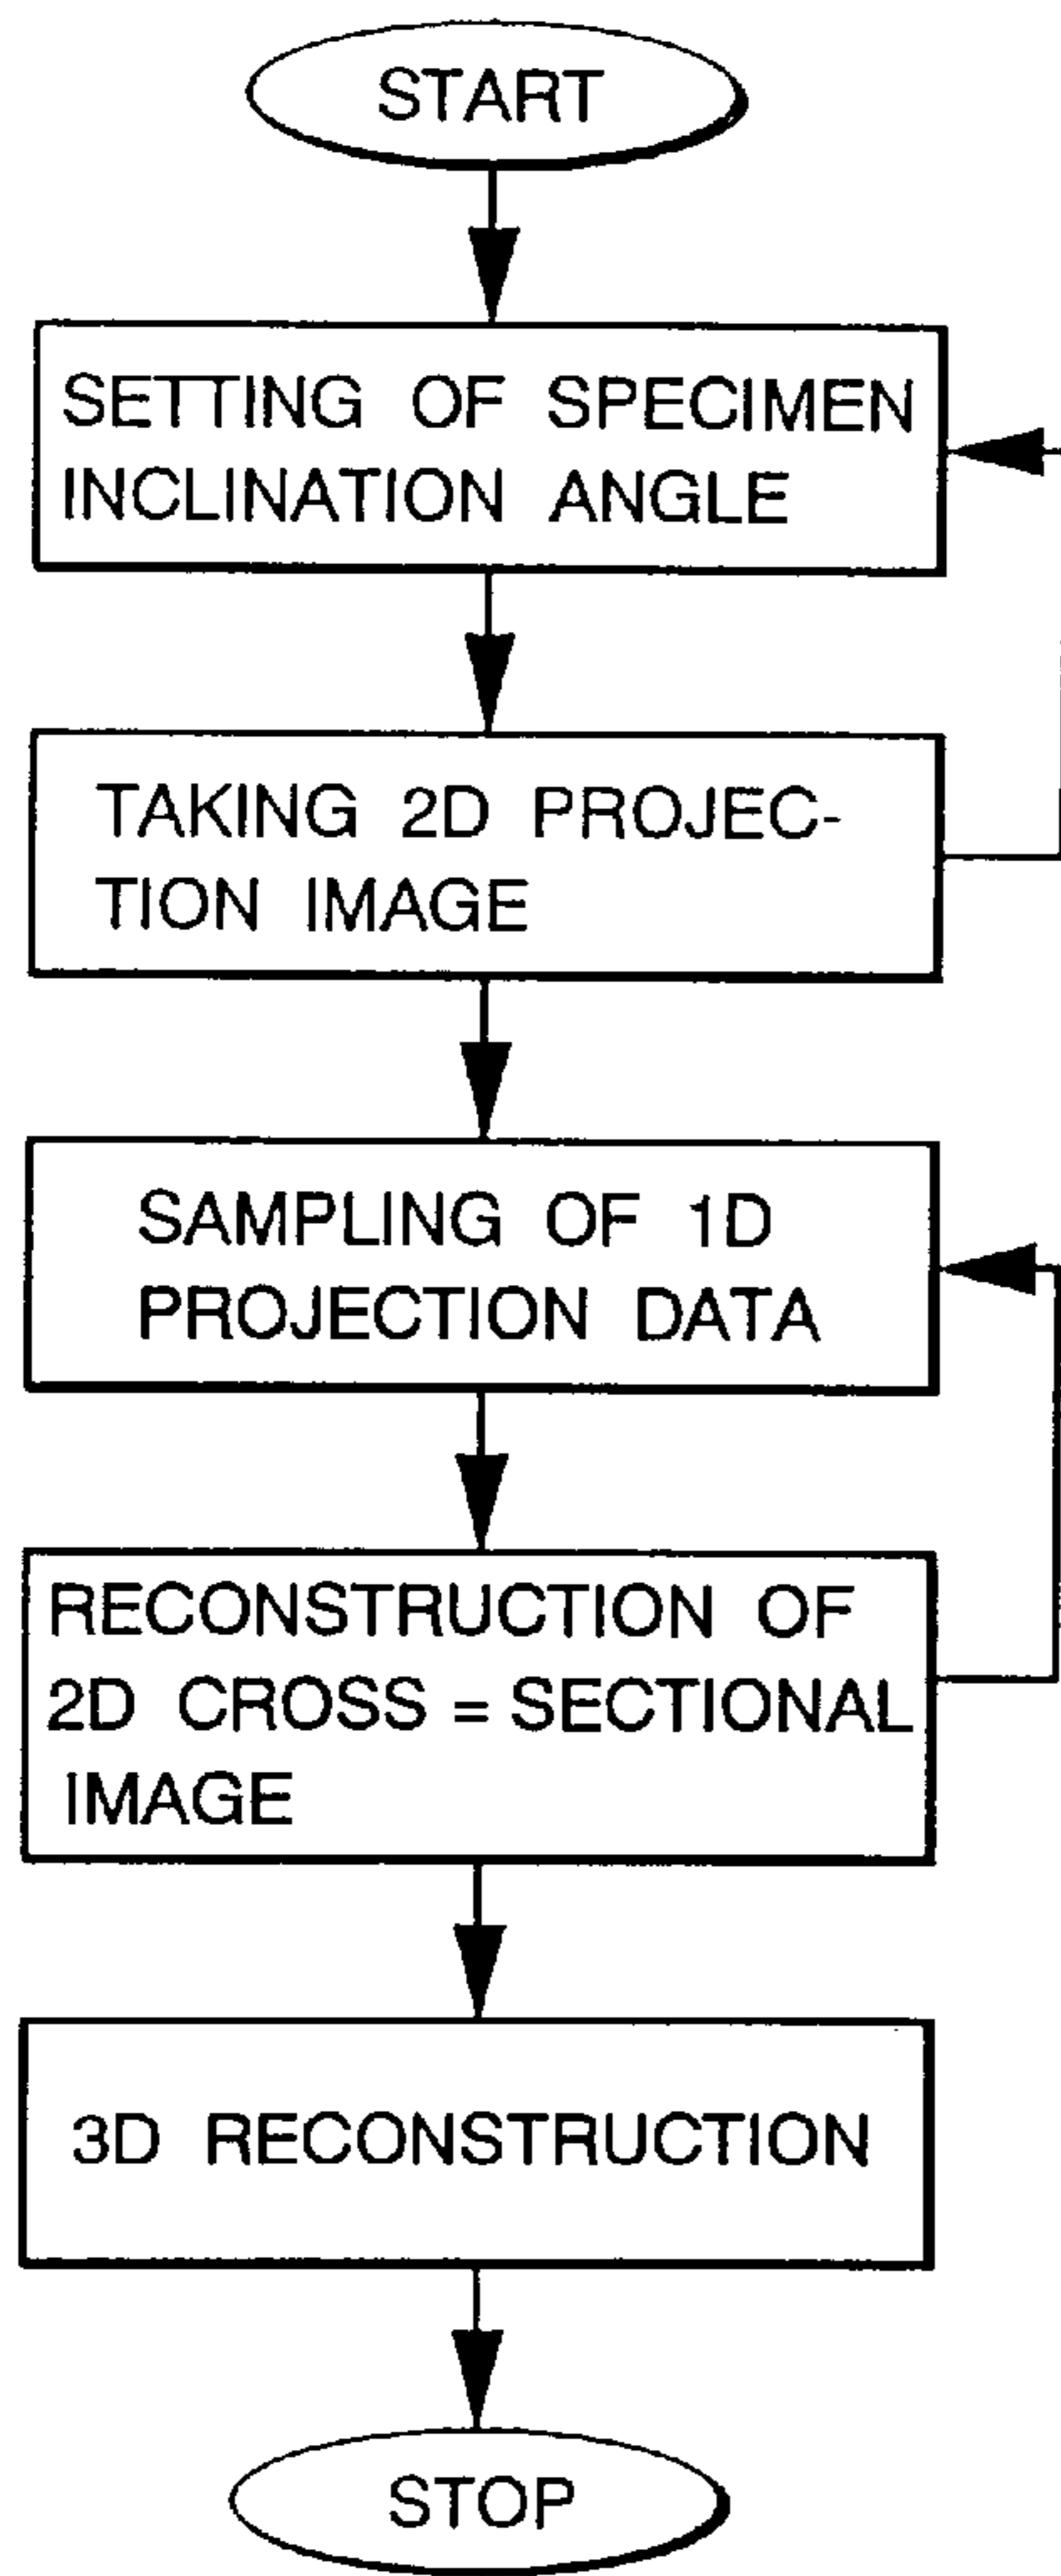 START
SETTING OF SPECIMEN
INCLINATION ANGLE
TAKING 2D PROJEC-
TION IMAGE
SAMPLING OF 1D
PROJECTION DATA
RECONSTRUCTION OF
2D CROSS = SECTIONAL
IMAGE
3D RECONSTRUCTION
STOP